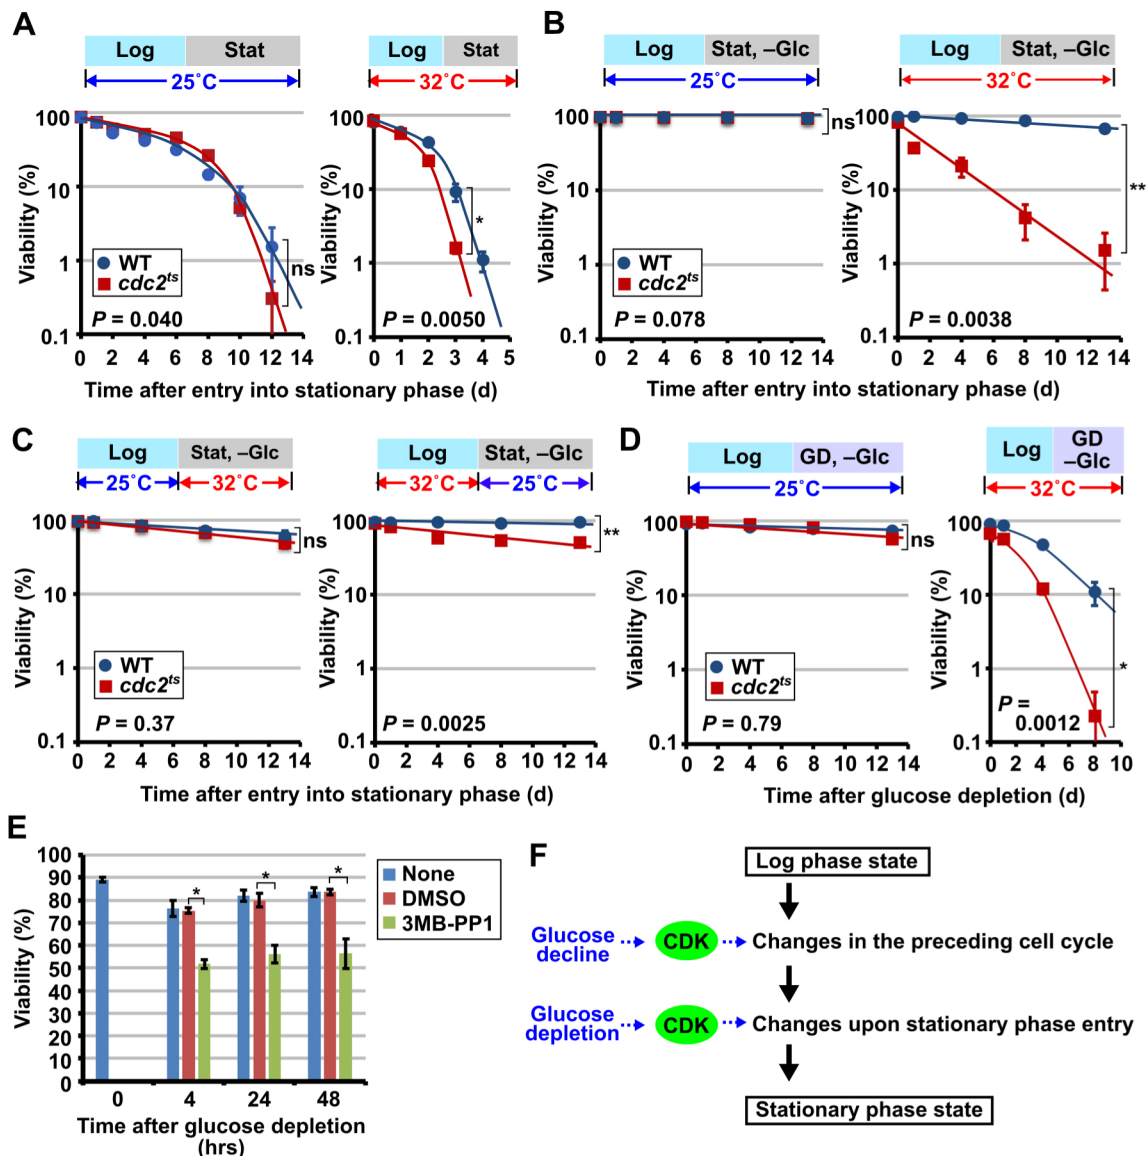 A
Log Stat
25°C
Viability (%)
100
10
1
0.1
WT
cdc2ts
ns
P = 0.040
0 2 4 6 8 10 12 14
Log Stat
32°C
Viability (%)
100
10
1
0.1
*
P = 0.0050
0 1 2 3 4 5
Time after entry into stationary phase (d)
B
Log Stat, –Glc
25°C
Viability (%)
100
10
1
0.1
ns
WT
cdc2ts
P = 0.078
0 2 4 6 8 10 12 14
Log Stat, –Glc
32°C
Viability (%)
100
10
1
0.1
**
P = 0.0038
0 2 4 6 8 10 12 14
Time after entry into stationary phase (d)
C
Log Stat, –Glc
25°C 32°C
Viability (%)
100
10
1
0.1
ns
WT
cdc2ts
P = 0.37
0 2 4 6 8 10 12 14
Log Stat, –Glc
32°C 25°C
Viability (%)
100
10
1
0.1
**
P = 0.0025
0 2 4 6 8 10 12 14
Time after entry into stationary phase (d)
D
Log GD, –Glc
25°C
Viability (%)
100
10
1
0.1
ns
WT
cdc2ts
P = 0.79
0 2 4 6 8 10 12 14
Log GD
–Glc
32°C
Viability (%)
100
10
1
0.1
*
P =
0.0012
0 2 4 6 8 10
Time after glucose depletion (d)
E
Viability (%)
100
90
80
70
60
50
40
30
20
10
0
* * *
None
DMSO
3MB-PP1
0 4 24 48
Time after glucose depletion
(hrs)
F
Log phase state
Glucose
decline
CDK
Changes in the preceding cell cycle
Glucose
depletion
CDK
Changes upon stationary phase entry
Stationary phase state